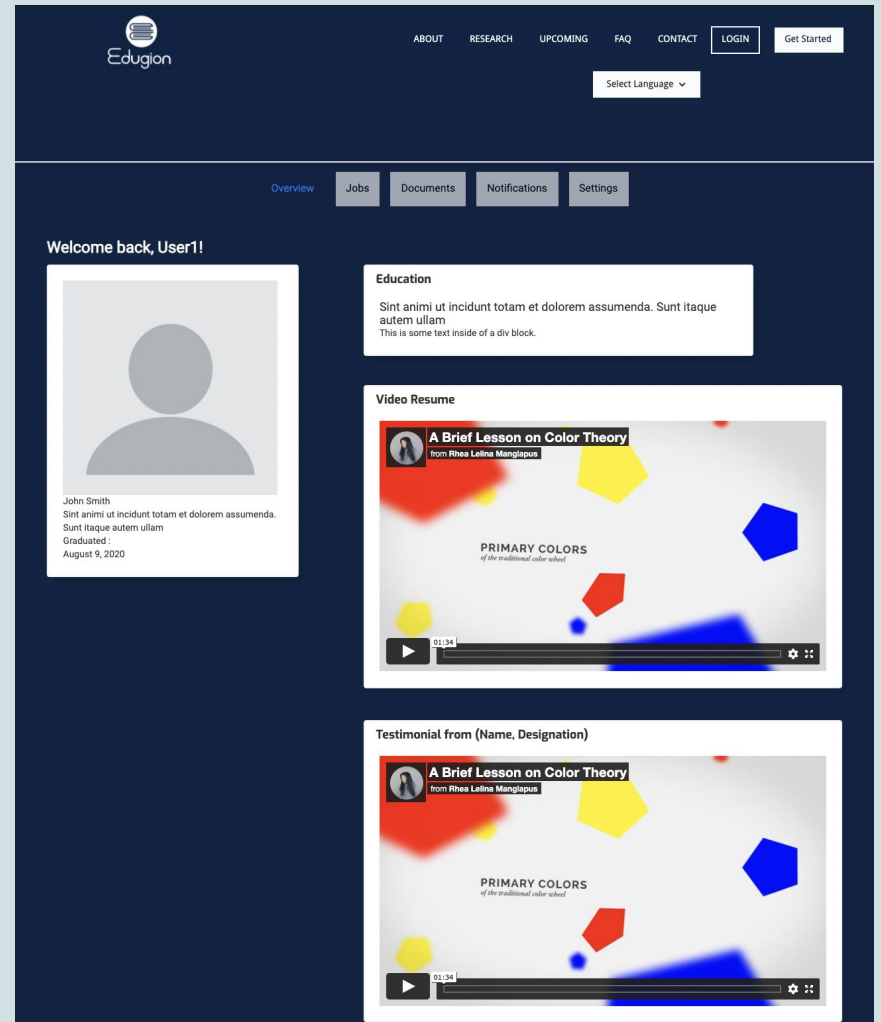 Edugion
ABOUT RESEARCH UPCOMING FAQ CONTACT LOGIN Get Started
Select Language
Overview Jobs Documents Notifications Settings
Welcome back, User1!
John Smith
Sint animi ut incidunt totam et dolorem assumenda.
Sunt itaque autem ullam
Graduated :
August 9, 2020
Education
Sint animi ut incidunt totam et dolorem assumenda. Sunt itaque
autem ullam
This is some text inside of a div block.
Video Resume
A Brief Lesson on Color Theory
from Rhea Lelina Manglapus
PRIMARY COLORS
of the traditional color wheel
01:34
Testimonial from (Name, Designation)
A Brief Lesson on Color Theory
from Rhea Lelina Manglapus
PRIMARY COLORS
of the traditional color wheel
01:34